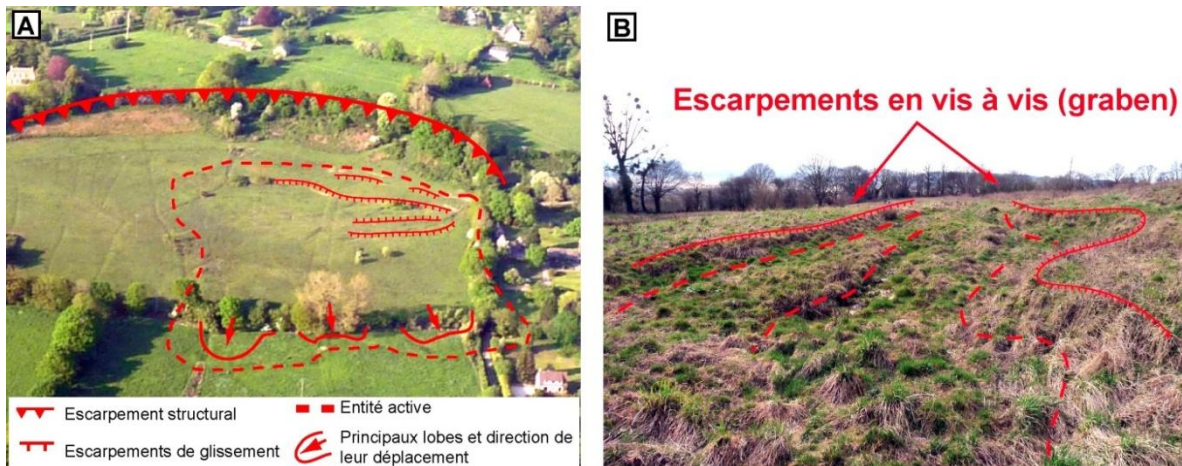 A
B
Escarpements en vis à vis (graben)
Escarpement structural
Entité active
Escarpements de glissement
Principaux lobes et direction de
leur déplacement